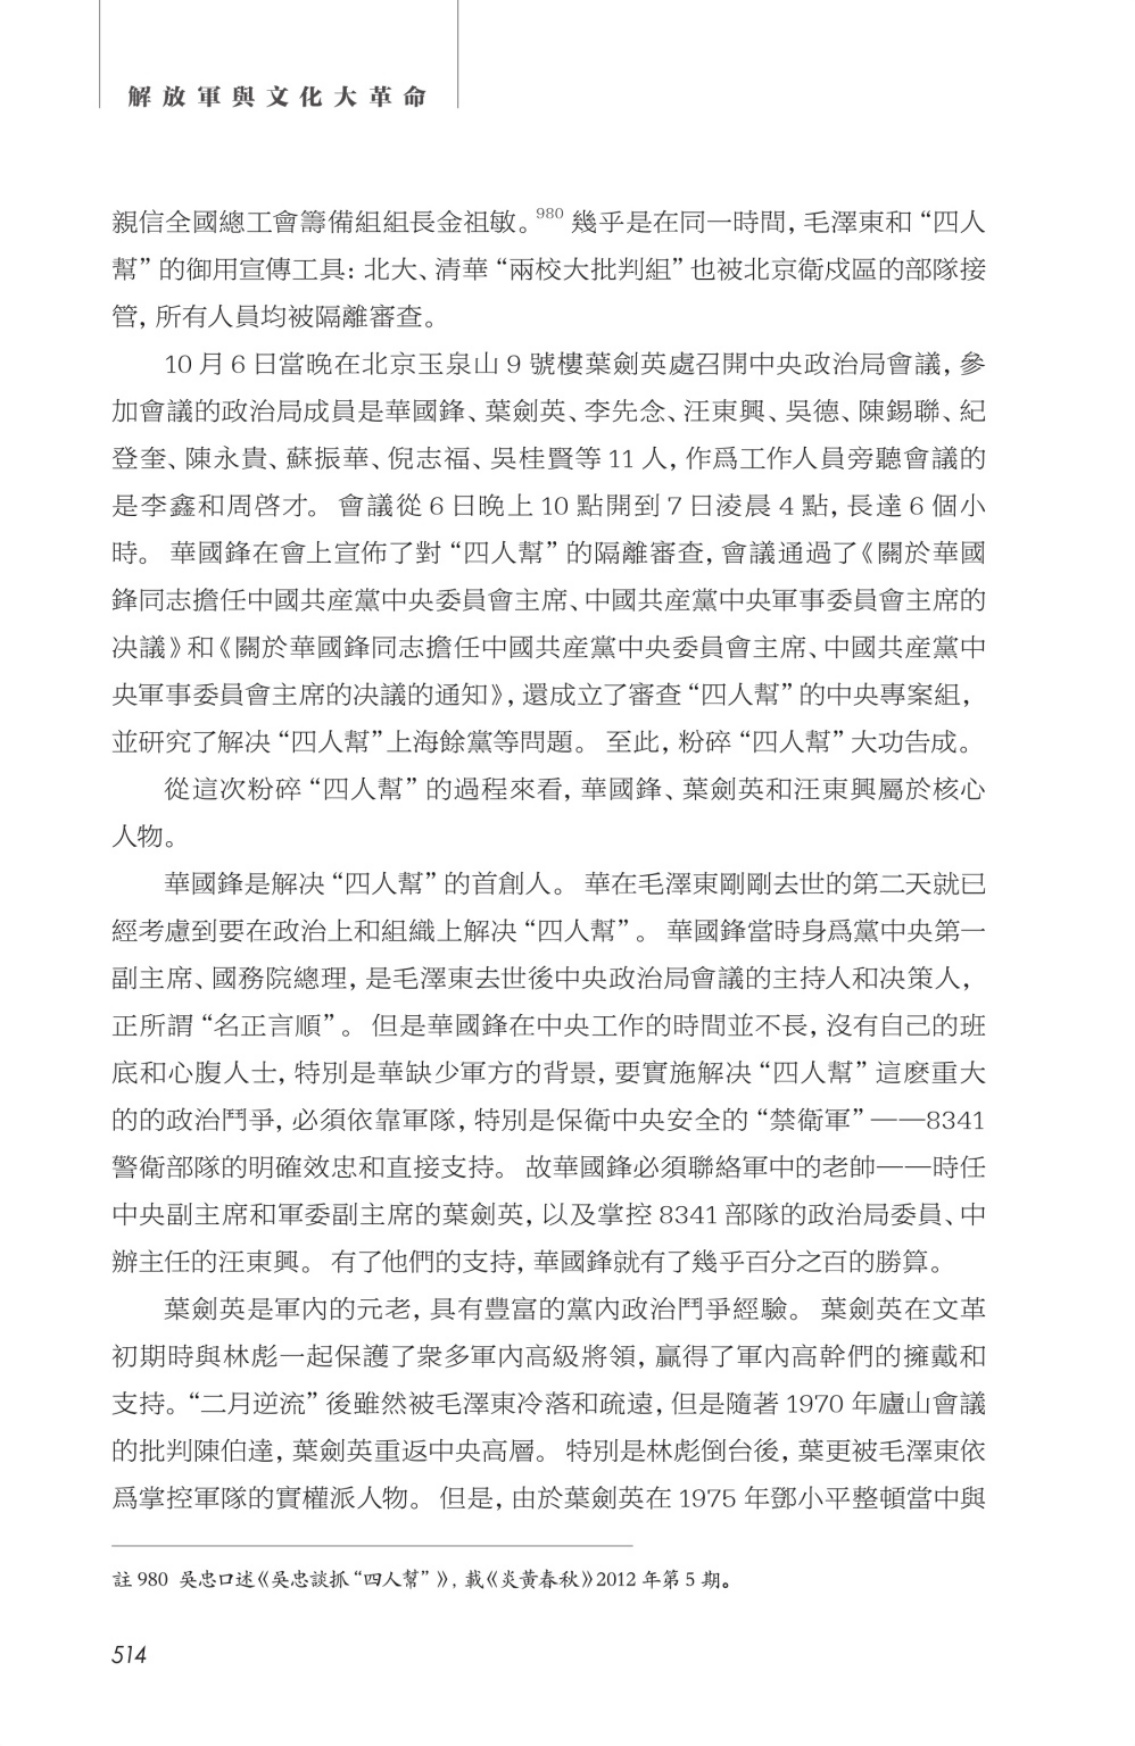 解放軍與文化大革命
親信全國總工會籌備組組長金祖敏。980 幾乎是在同一時間, 毛澤東和“四人
幫”的御用宣傳工具: 北大、清華“兩校大批判組”也被北京衛戍區的部隊接
管, 所有人員均被隔離審查。
10 月 6 日當晚在北京玉泉山 9 號樓葉劍英處召開中央政治局會議, 參
加會議的政治局成員是華國鋒、葉劍英、李先念、汪東興、吳德、陳錫聯、紀
登奎、陳永貴、蘇振華、倪志福、吳桂賢等 11 人, 作爲工作人員旁聽會議的
是李鑫和周啓才。 會議從 6 日晚上 10 點開到 7 日淩晨 4 點, 長達 6 個小
時。 華國鋒在會上宣佈了對“四人幫”的隔離審查, 會議通過了《關於華國
鋒同志擔任中國共産黨中央委員會主席、中國共産黨中央軍事委員會主席的
决議》和《關於華國鋒同志擔任中國共産黨中央委員會主席、中國共産黨中
央軍事委員會主席的决議的通知》, 還成立了審查“四人幫”的中央專案組,
並研究了解决“四人幫”上海餘黨等問題。 至此, 粉碎“四人幫”大功告成。
從這次粉碎“四人幫”的過程來看, 華國鋒、葉劍英和汪東興屬於核心
人物。
華國鋒是解决“四人幫”的首創人。 華在毛澤東剛剛去世的第二天就已
經考慮到要在政治上和組織上解决“四人幫”。 華國鋒當時身爲黨中央第一
副主席、國務院總理, 是毛澤東去世後中央政治局會議的主持人和决策人,
正所謂“名正言順”。 但是華國鋒在中央工作的時間並不長, 沒有自己的班
底和心腹人士, 特別是華缺少軍方的背景, 要實施解决“四人幫”這麽重大
的的政治鬥爭, 必須依靠軍隊, 特別是保衛中央安全的“禁衛軍”——8341
警衛部隊的明確效忠和直接支持。 故華國鋒必須聯絡軍中的老帥——時任
中央副主席和軍委副主席的葉劍英, 以及掌控 8341 部隊的政治局委員、中
辦主任的汪東興。 有了他們的支持, 華國鋒就有了幾乎百分之百的勝算。
葉劍英是軍內的元老, 具有豐富的黨內政治鬥爭經驗。 葉劍英在文革
初期時與林彪一起保護了衆多軍內高級將領, 贏得了軍內高幹們的擁戴和
支持。“二月逆流”後雖然被毛澤東冷落和疏遠, 但是隨著 1970 年廬山會議
的批判陳伯達, 葉劍英重返中央高層。 特別是林彪倒台後, 葉更被毛澤東依
爲掌控軍隊的實權派人物。 但是, 由於葉劍英在 1975 年鄧小平整頓當中與
註 980 吳忠口述《吳忠談抓“四人幫”》, 載《炎黃春秋》2012 年第 5 期。
514